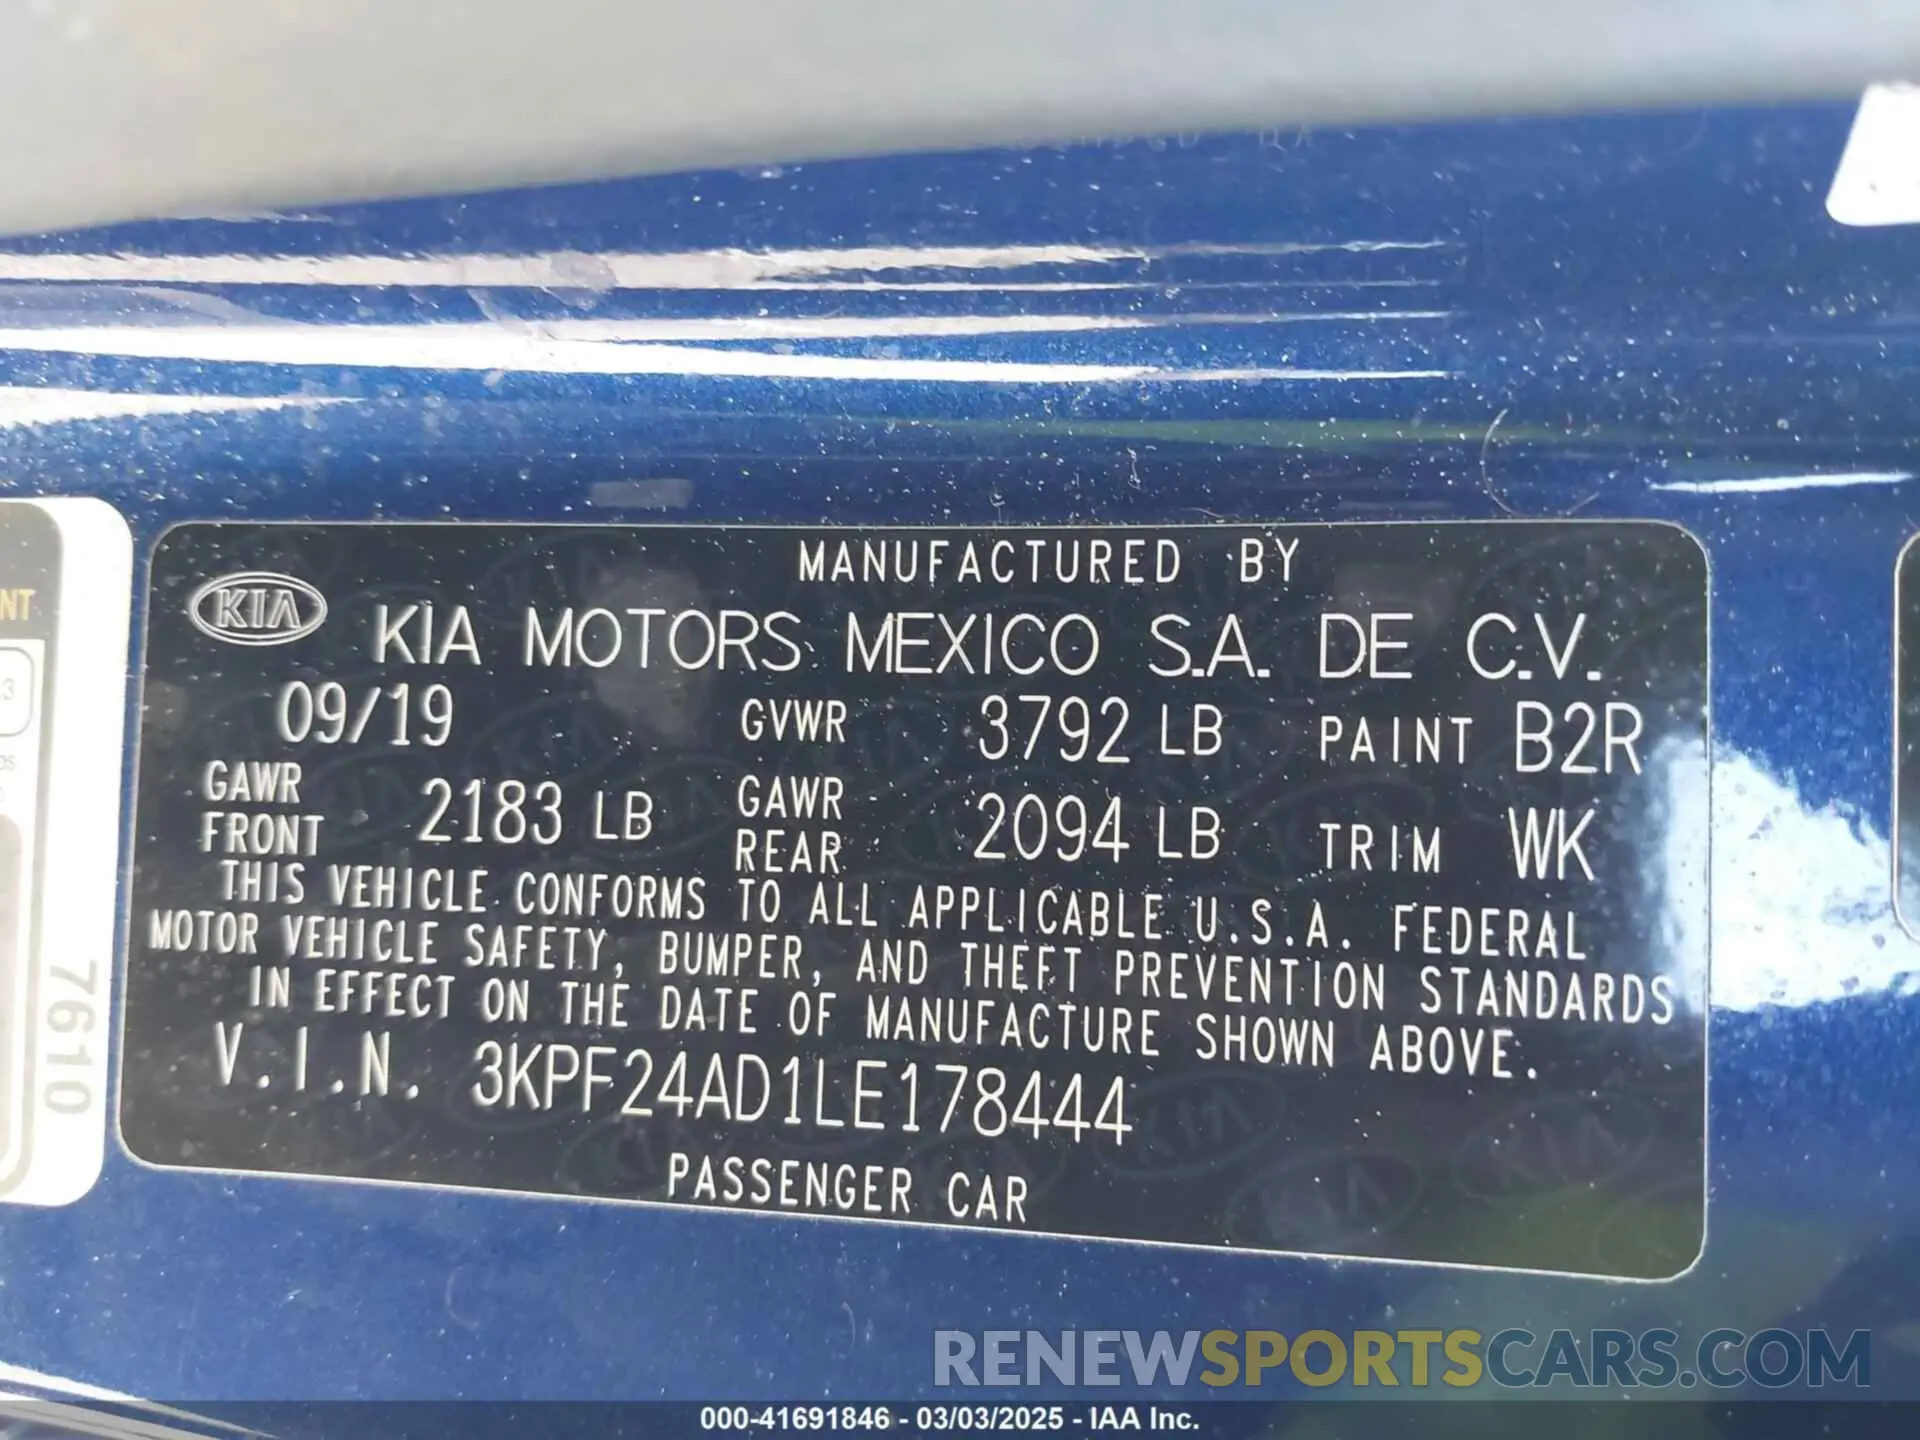 MANUFACTURED BY
KIA KIA MOTORS MEXICO S.A. DE C.V.
09/19 GVWR 3792 LB PAINT B2R
GAWR FRONT 2183 LB GAWR REAR 2094 LB TRIM WK
THIS VEHICLE CONFORMS TO ALL APPLICABLE U.S.A. FEDERAL
MOTOR VEHICLE SAFETY, BUMPER, AND THEFT PREVENTION STANDARDS
IN EFFECT ON THE DATE OF MANUFACTURE SHOWN ABOVE.
V.I.N. 3KPF24AD1LE178444
PASSENGER CAR
7610
RENEWSPORTSCARS.COM
000-41691846 - 03/03/2025 - IAA Inc.